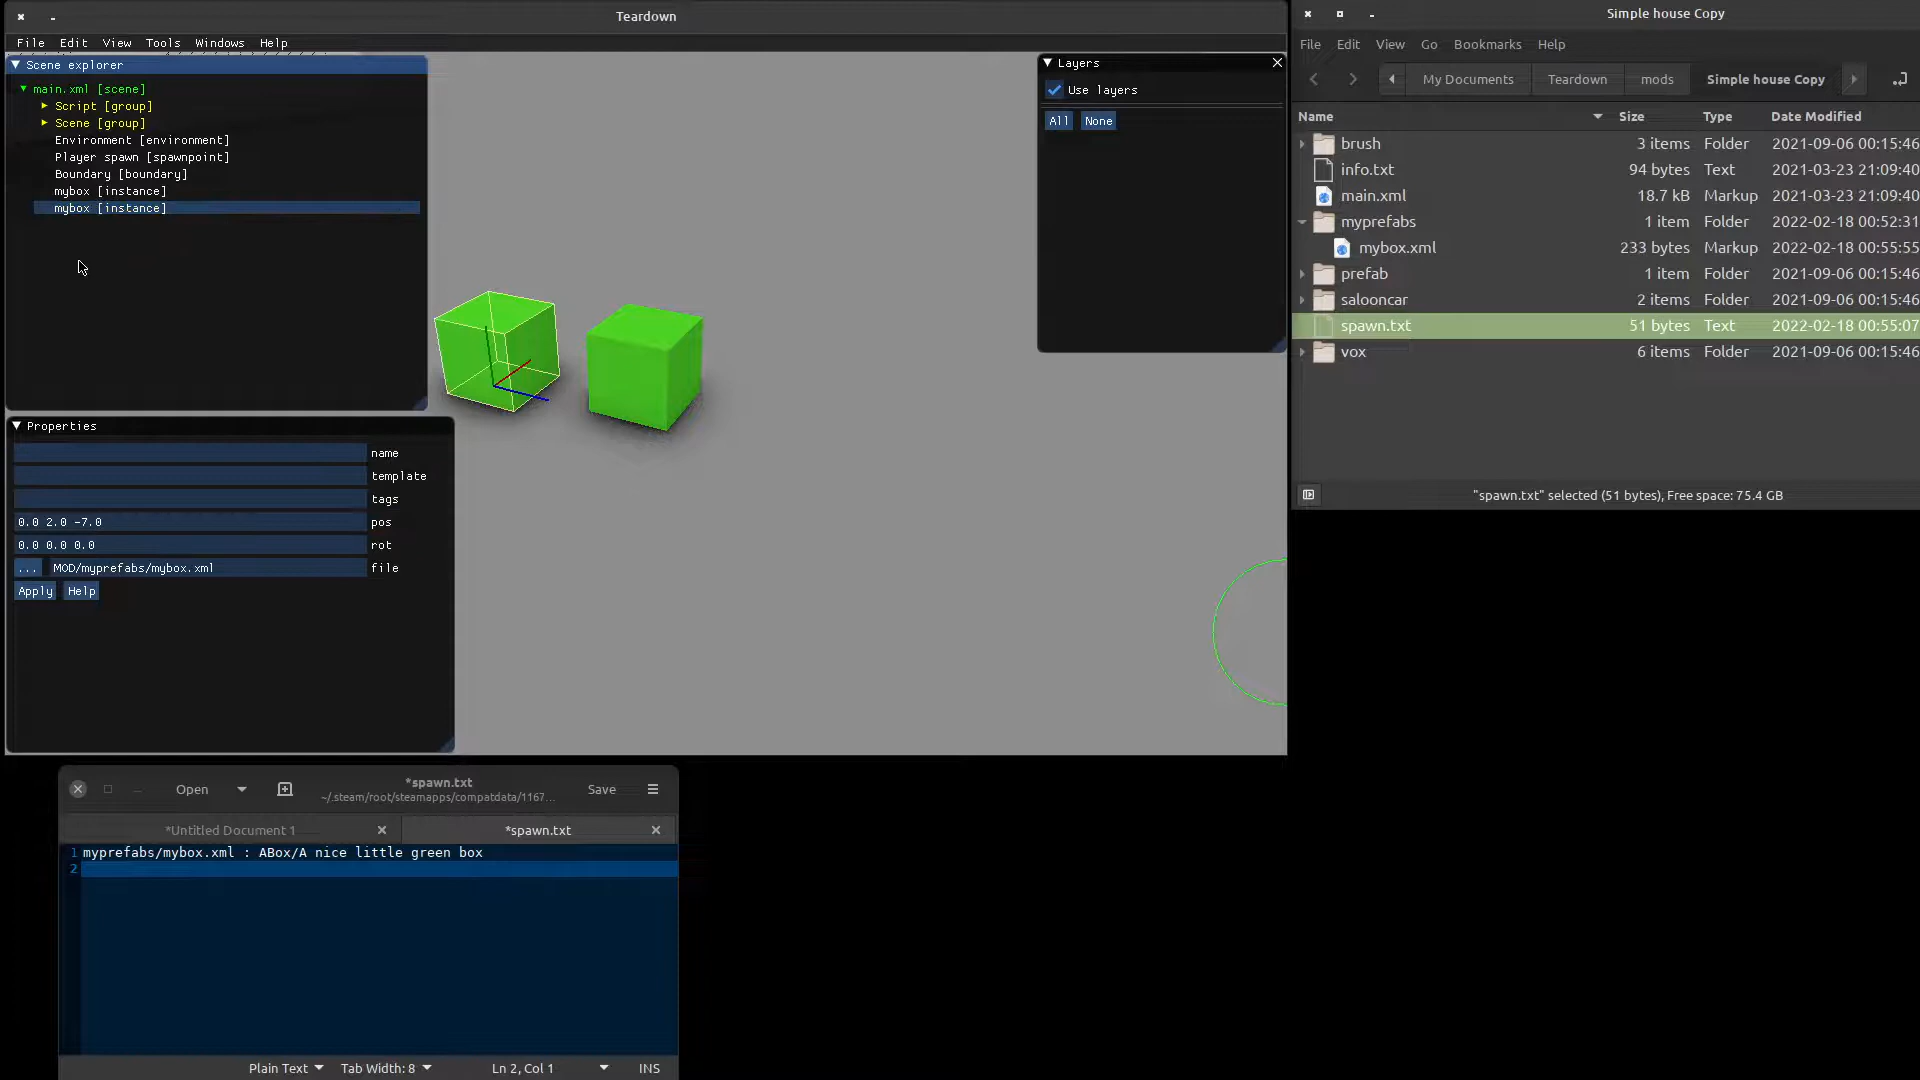 Teardown
File Edit View Tools Windows Help
Scene explorer
main.xml [scene]
Script [group]
Scene [group]
Environment [environment]
Player spawn [spawnpoint]
Boundary [boundary]
mybox [instance]
mybox [instance]
Layers
Use layers
All None
Properties
name
template
tags
0.0 2.0 -7.0 pos
0.0 0.0 0.0 rot
... MOD/myprefabs/mybox.xml file
Apply Help
Simple house Copy
File Edit View Go Bookmarks Help
My Documents Teardown mods Simple house Copy
Name Size Type Date Modified
brush 3 items Folder 2021-09-06 00:15:46
info.txt 94 bytes Text 2021-03-23 21:09:40
main.xml 18.7 kB Markup 2021-03-23 21:09:40
myprefabs 1 item Folder 2022-02-18 00:52:31
mybox.xml 233 bytes Markup 2022-02-18 00:55:55
prefab 1 item Folder 2021-09-06 00:15:46
salooncar 2 items Folder 2021-09-06 00:15:46
spawn.txt 51 bytes Text 2022-02-18 00:55:07
vox 6 items Folder 2021-09-06 00:15:46
"spawn.txt" selected (51 bytes), Free space: 75.4 GB
Open *spawn.txt Save
~/.steam/root/steamapps/compatdata/1167...
*Untitled Document 1 *spawn.txt
1 myprefabs/mybox.xml : ABox/A nice little green box
2
Plain Text Tab Width: 8 Ln 2, Col 1 INS